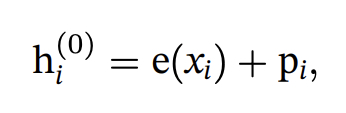 h_i^{(0)} = e(x_i) + p_i,